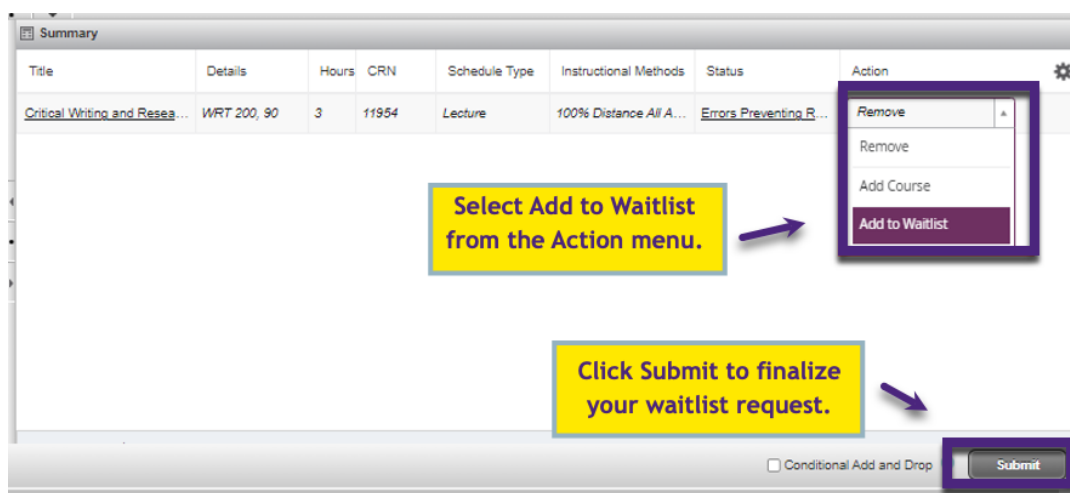 Summary
Title Details Hours CRN Schedule Type Instructional Methods Status Action
Critical Writing and Resea... WRT 200, 90 3 11954 Lecture 100% Distance All A... Errors Preventing R... Remove
Remove
Add Course
Add to Waitlist
Select Add to Waitlist
from the Action menu.
Click Submit to finalize
your waitlist request.
Conditional Add and Drop Submit